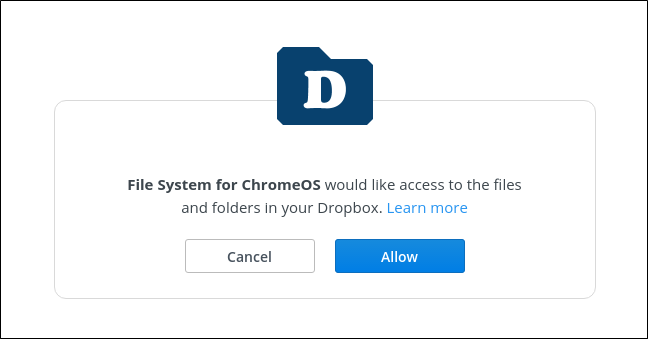 D
File System for ChromeOS would like access to the files
and folders in your Dropbox. Learn more
Cancel
Allow